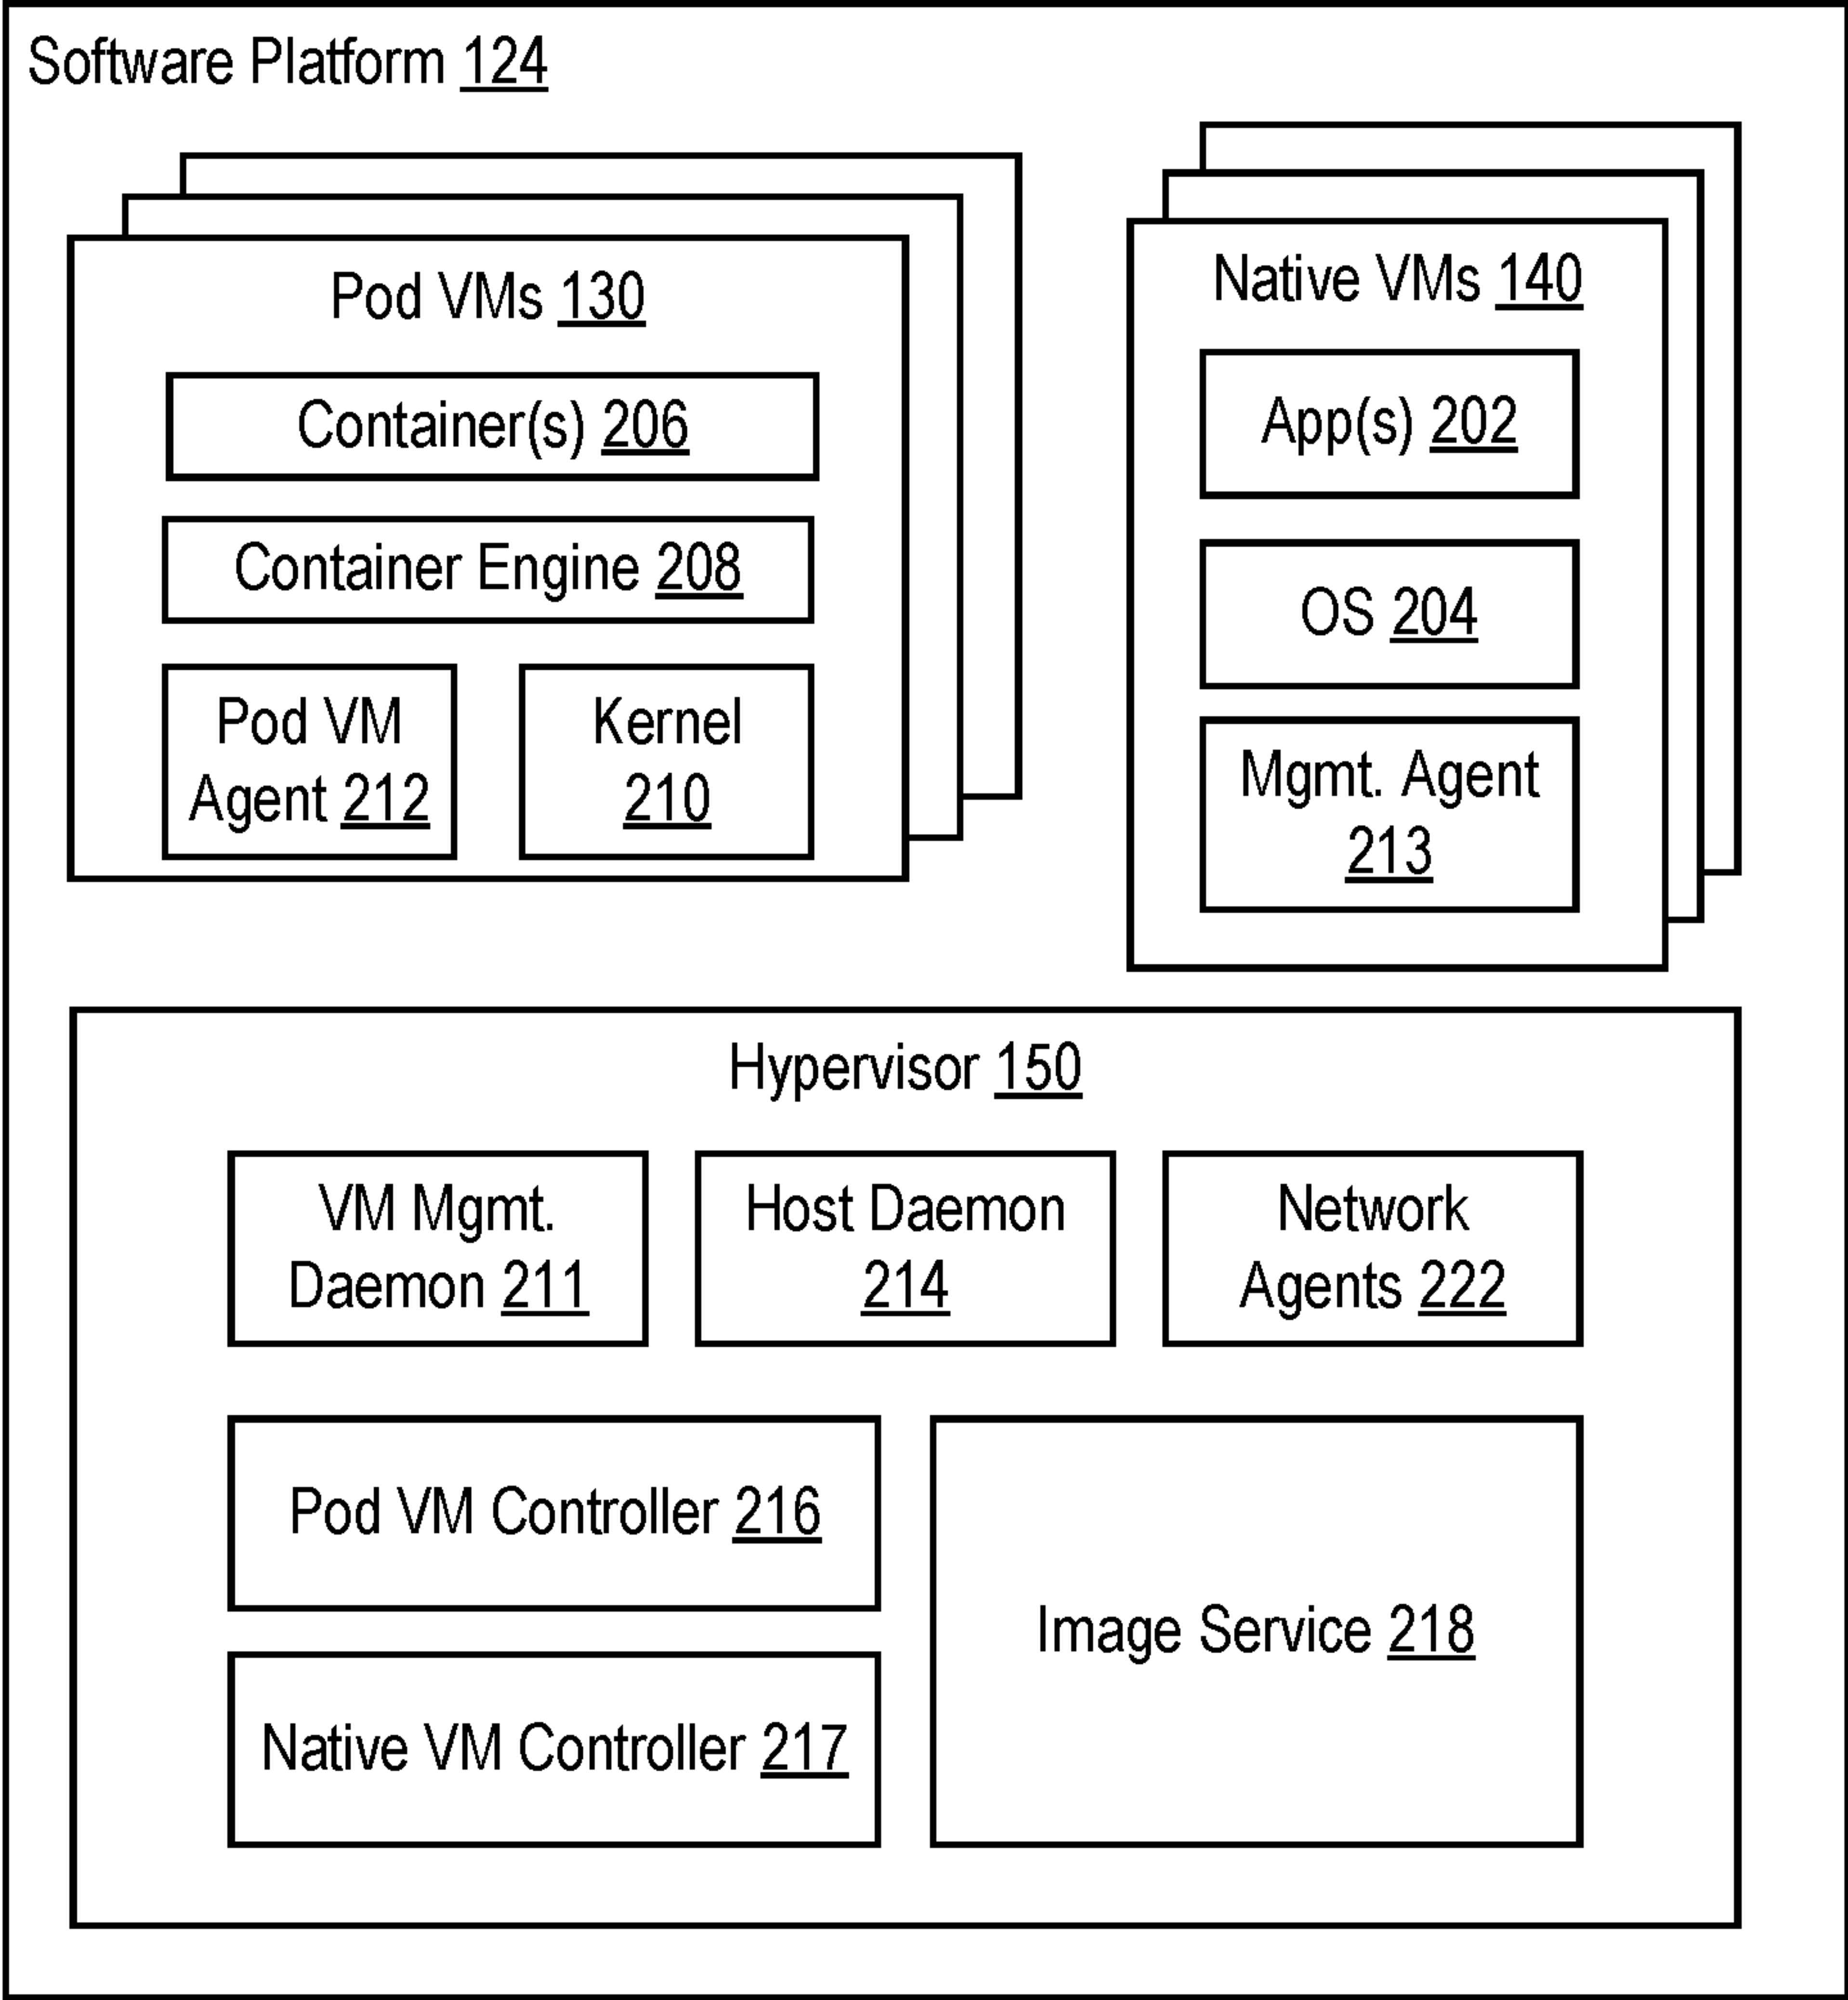 Software Platform 124
Pod VMs 130
Container(s) 206
Container Engine 208
Pod VM
Agent 212
Kernel
210
Native VMs 140
App(s) 202
OS 204
Mgmt. Agent
213
Hypervisor 150
VM Mgmt.
Daemon 211
Host Daemon
214
Network
Agents 222
Pod VM Controller 216
Native VM Controller 217
Image Service 218